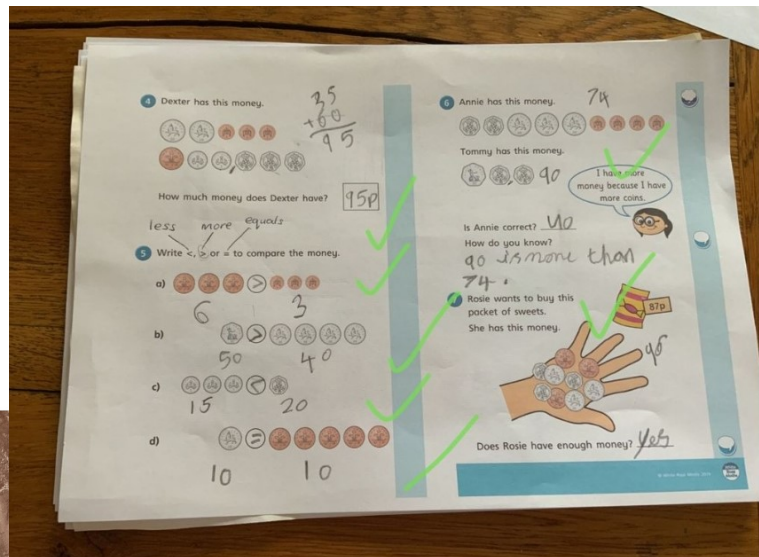 4 Dexter has this money.
35
+60
95
How much money does Dexter have? 95p
less more equals
5 Write <, > or = to compare the money.
a) >
6 3
b) >
50 40
c) <
15 20
d) =
10 10
6 Annie has this money. 74
Tommy has this money.
90
I have more
money because I have
more coins.
Is Annie correct? no
How do you know?
90 is more than
74.
Rosie wants to buy this
packet of sweets.
She has this money.
87p
Does Rosie have enough money? Yes